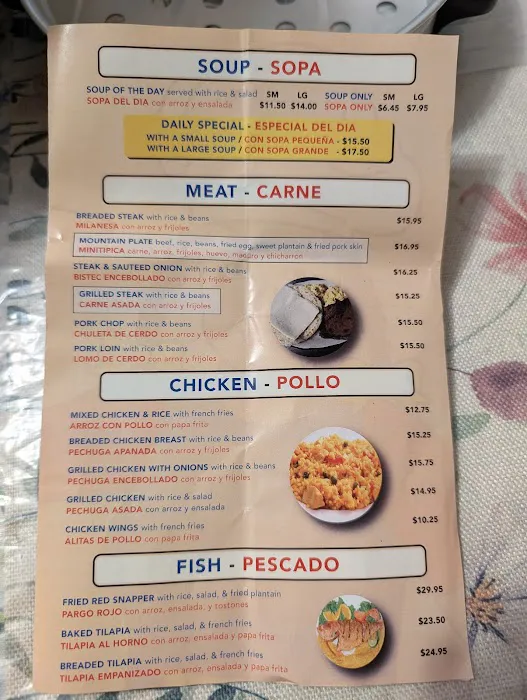 SOUP - SOPA
SOUP OF THE DAY served with rice & salad SM LG SOUP ONLY SM LG
SOPA DEL DIA con arroz y ensalada $11.50 $14.00 SOPA ONLY $6.45 $7.95
DAILY SPECIAL - ESPECIAL DEL DIA
WITH A SMALL SOUP / CON SOPA PEQUEÑA - $15.50
WITH A LARGE SOUP / CON SOPA GRANDE - $17.50
MEAT - CARNE
BREADED STEAK with rice & beans $15.95
MILANESA con arroz y frijoles
MOUNTAIN PLATE beef, rice, beans, fried egg, sweet plantain & fried pork skin $16.95
MINITIPICA carne, arroz, frijoles, huevo, maduro y chicharron
STEAK & SAUTEED ONION with rice & beans $16.25
BISTEC ENCEBOLLADO con arroz y frijoles
GRILLED STEAK with rice & beans $15.25
CARNE ASADA con arroz y frijoles
PORK CHOP with rice & beans $15.50
CHULETA DE CERDO con arroz y frijoles
PORK LOIN with rice & beans $15.50
LOMO DE CERDO con arroz y frijoles
CHICKEN - POLLO
MIXED CHICKEN & RICE with french fries $12.75
ARROZ CON POLLO con papa frita
BREADED CHICKEN BREAST with rice & beans $15.25
PECHUGA APANADA con arroz y frijoles
GRILLED CHICKEN WITH ONIONS with rice & beans $15.75
PECHUGA ENCEBOLLADO con arroz y frijoles
GRILLED CHICKEN with rice & salad $14.95
PECHUGA ASADA con arroz y ensalada
CHICKEN WINGS with french fries $10.25
ALITAS DE POLLO con papa frita
FISH - PESCADO
FRIED RED SNAPPER with rice, salad, & fried plantain $29.95
PARGO ROJO con arroz, ensalada, y tostones
BAKED TILAPIA with rice, salad, & french fries $23.50
TILAPIA AL HORNO con arroz, ensalada y papa frita
BREADED TILAPIA with rice, salad, & french fries $24.95
TILAPIA EMPANIZADO con arroz, ensalada y papa frita